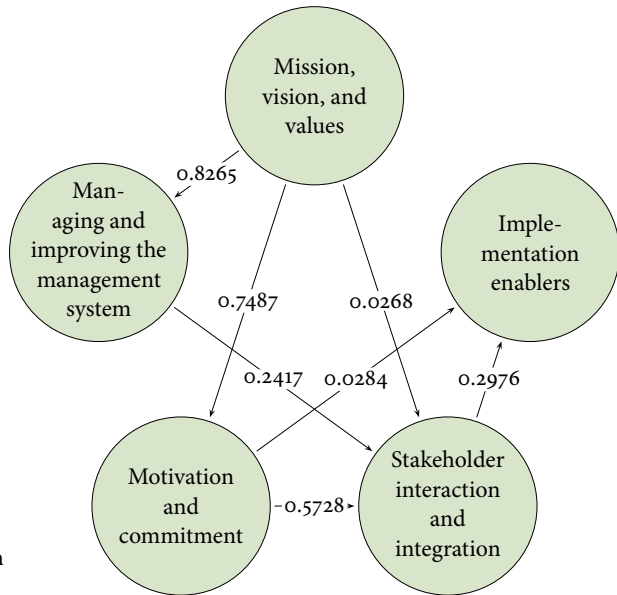 Mission,
vision, and
values
0.8265
Man-
aging and
improving the
management
system
Imple-
mentation
enablers
0.7487
0.0268
0.2417
0.0284
0.2976
Motivation
and
commitment
0.5728
Stakeholder
interaction
and
integration